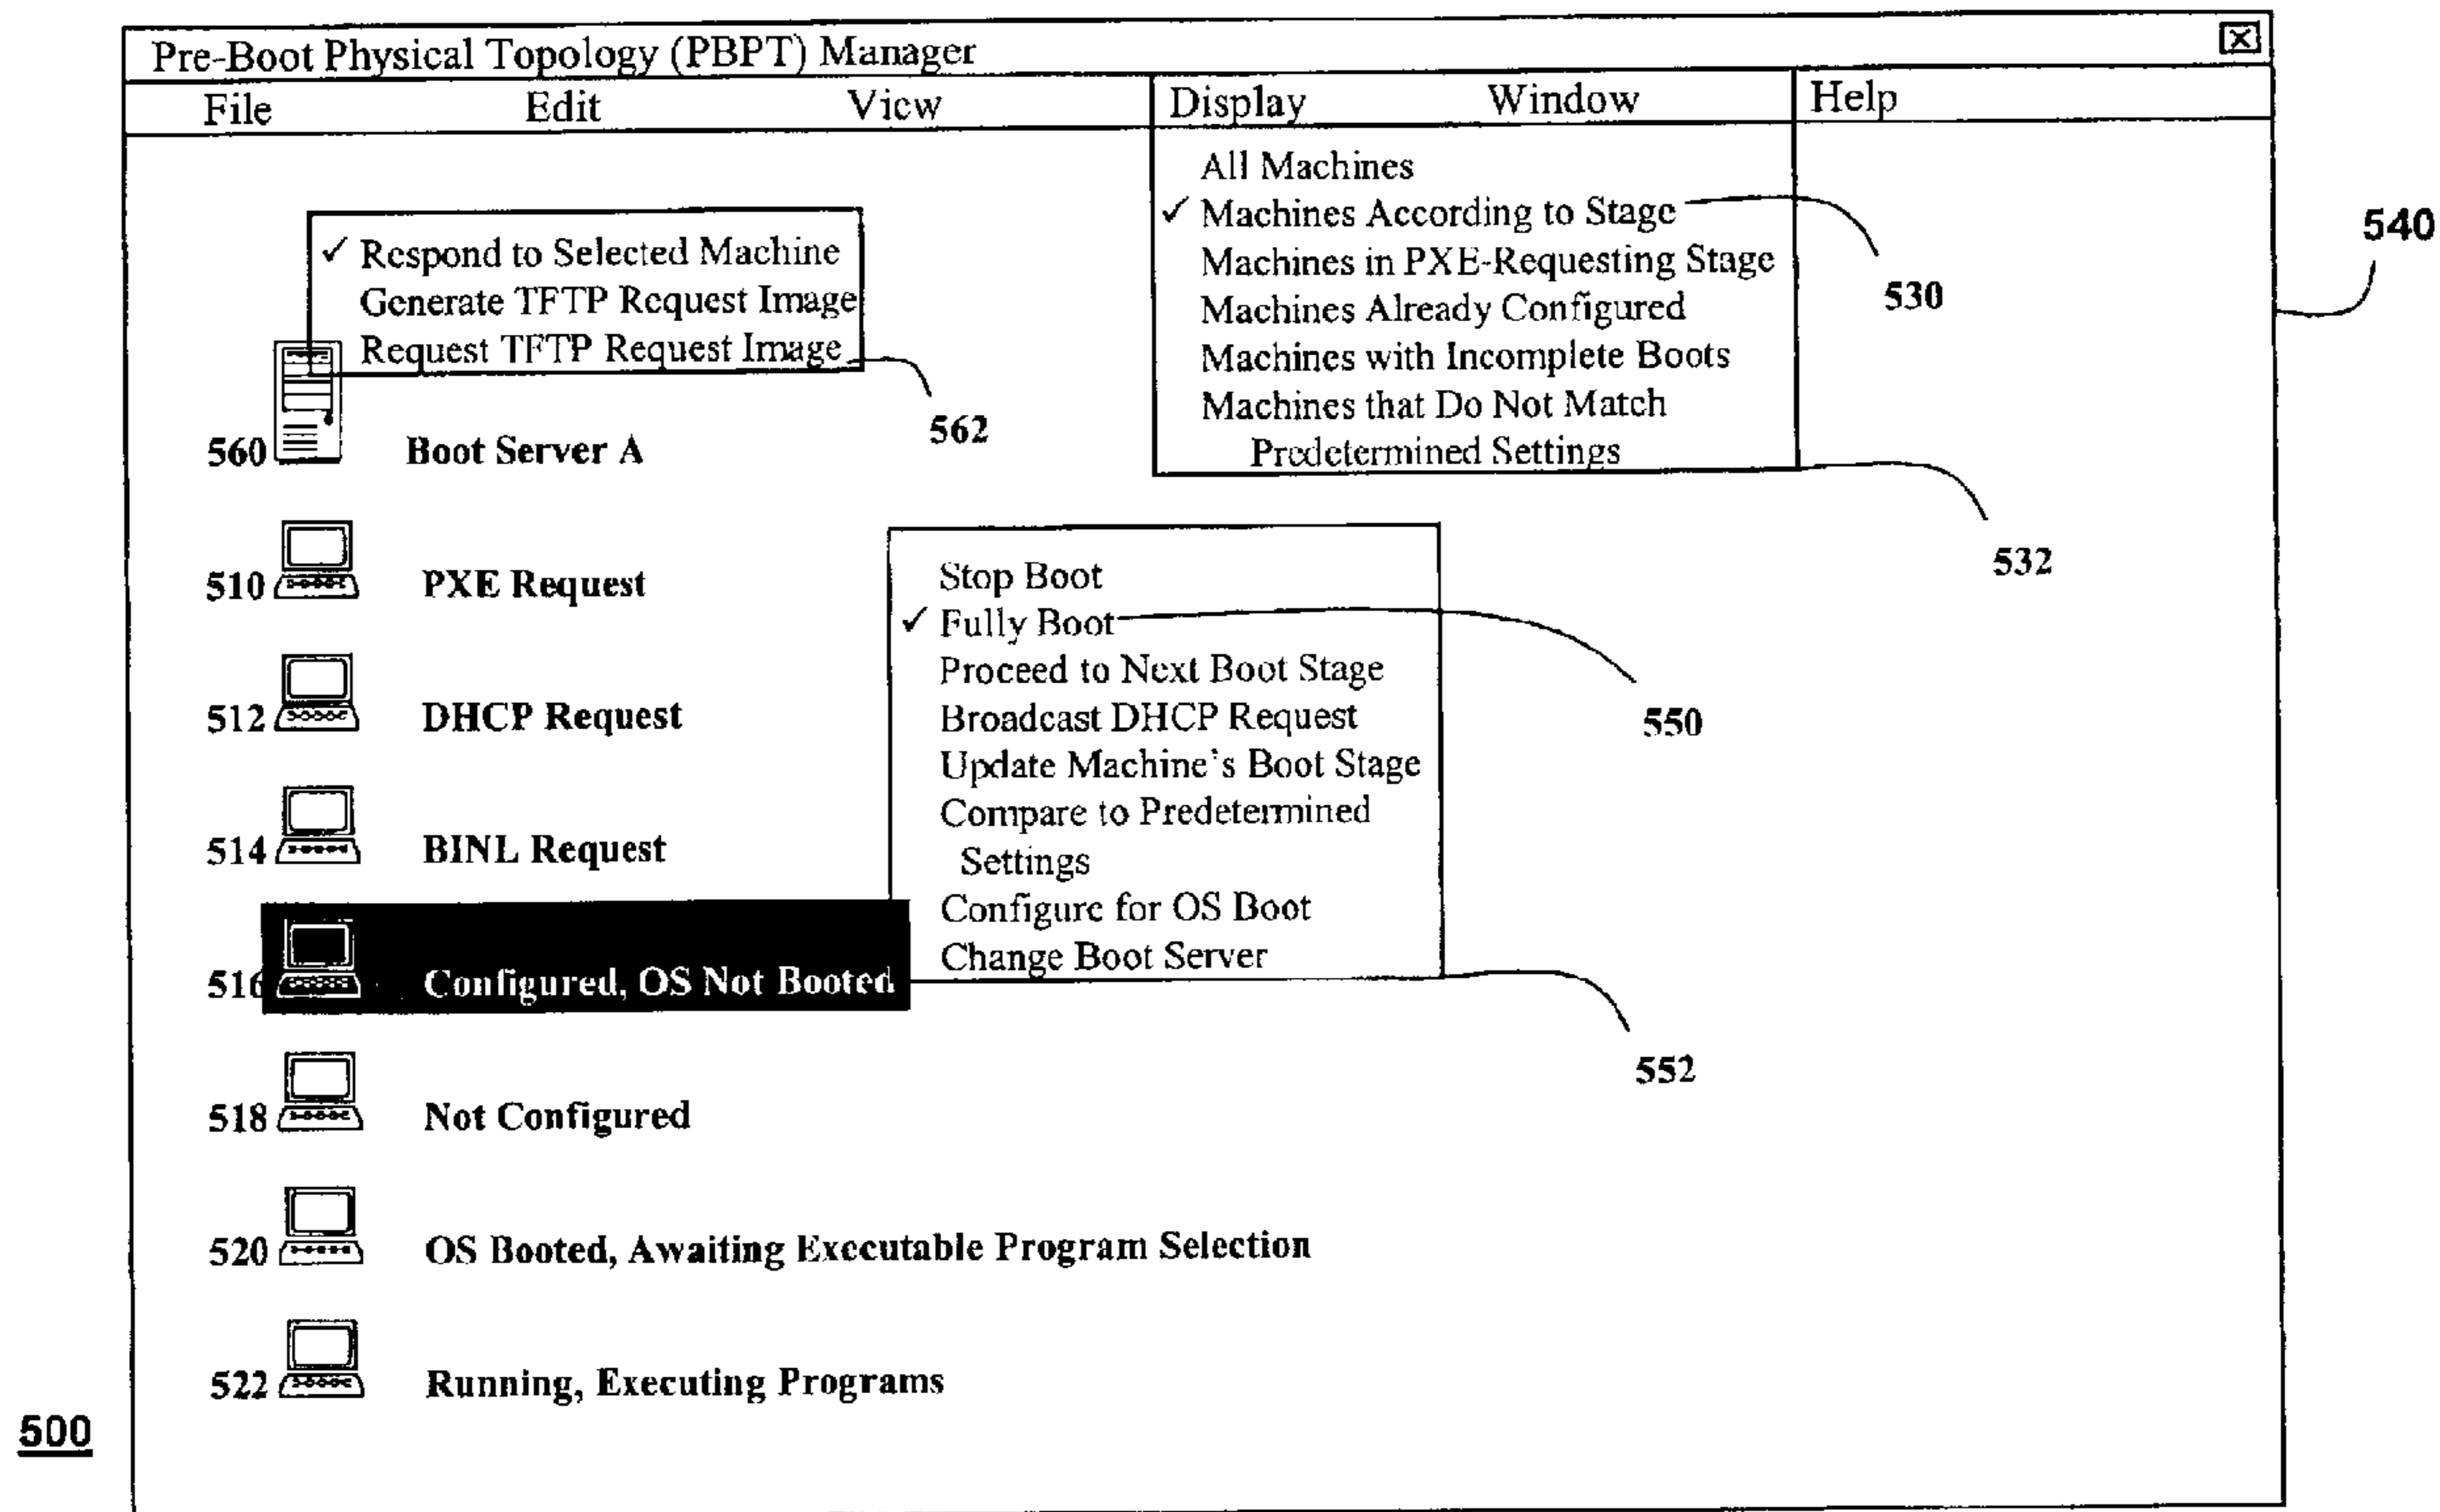 Pre-Boot Physical Topology (PBPT) Manager
File Edit View Display Window Help
All Machines
✓ Machines According to Stage
Machines in PXE-Requesting Stage
Machines Already Configured
Machines with Incomplete Boots
Machines that Do Not Match
Predetermined Settings
530
532
540
✓ Respond to Selected Machine
Generate TFTP Request Image
Request TFTP Request Image
562
560 Boot Server A
510 PXE Request
512 DHCP Request
514 BINL Request
Stop Boot
✓ Fully Boot
Proceed to Next Boot Stage
Broadcast DHCP Request
Update Machine's Boot Stage
Compare to Predetermined
Settings
Configure for OS Boot
Change Boot Server
550
552
516 Configured, OS Not Booted
518 Not Configured
520 OS Booted, Awaiting Executable Program Selection
522 Running, Executing Programs
500